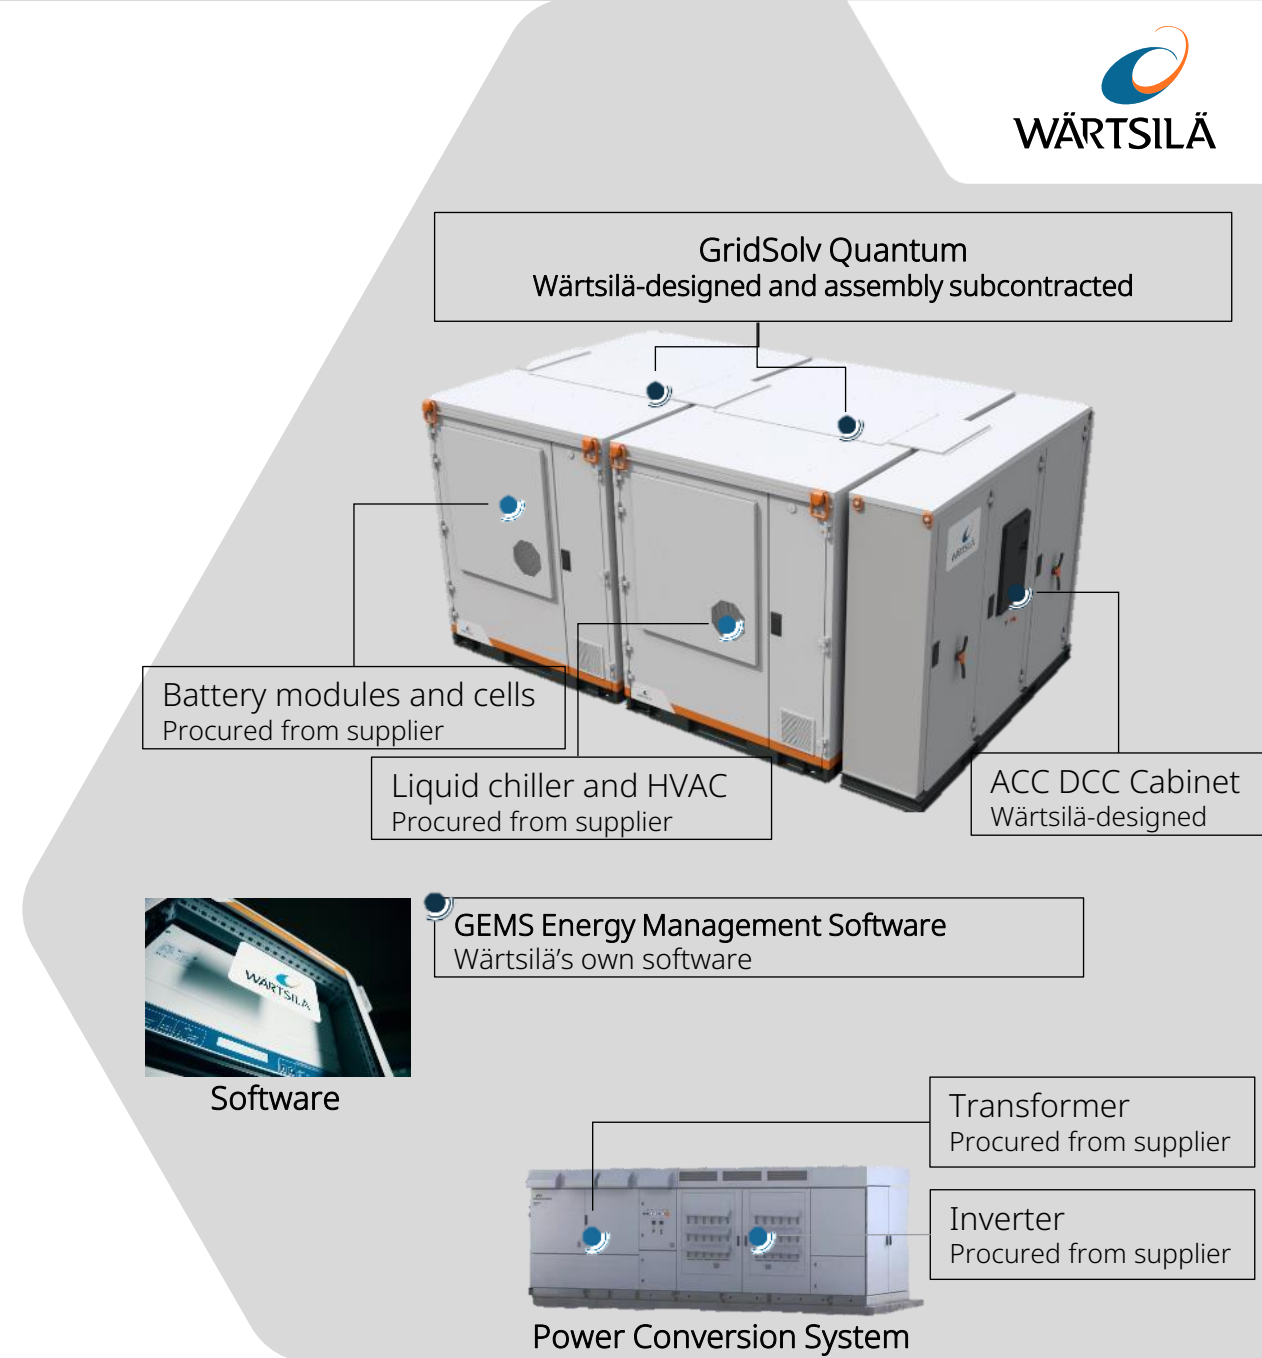 WÄRTSILÄ
GridSolv Quantum
Wärtsilä-designed and assembly subcontracted
WÄRTSILÄ
Battery modules and cells
Procured from supplier
Liquid chiller and HVAC
Procured from supplier
ACC DCC Cabinet
Wärtsilä-designed
GEMS Energy Management Software
Wärtsilä’s own software
WÄRTSILÄ
Software
Transformer
Procured from supplier
Inverter
Procured from supplier
Power Conversion System